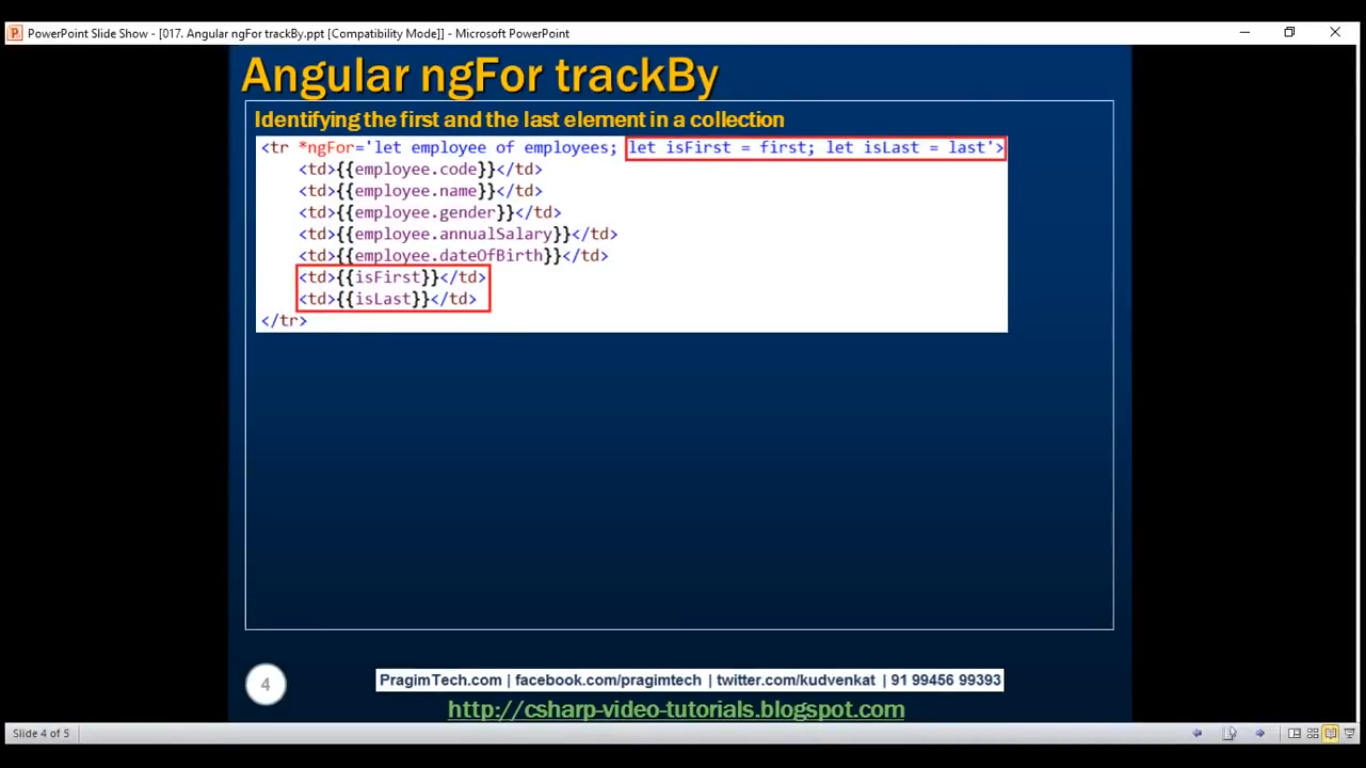 PowerPoint Slide Show - [017. Angular ngFor trackBy.ppt [Compatibility Mode]] - Microsoft PowerPoint
Angular ngFor trackBy
Identifying the first and the last element in a collection
<tr *ngFor='let employee of employees; let isFirst = first; let isLast = last'>
<td>{{employee.code}}</td>
<td>{{employee.name}}</td>
<td>{{employee.gender}}</td>
<td>{{employee.annualSalary}}</td>
<td>{{employee.dateOfBirth}}</td>
<td>{{isFirst}}</td>
<td>{{isLast}}</td>
</tr>
4
PragimTech.com | facebook.com/pragimtech | twitter.com/kudvenkat | 91 99456 99393
http://csharp-video-tutorials.blogspot.com
Slide 4 of 5